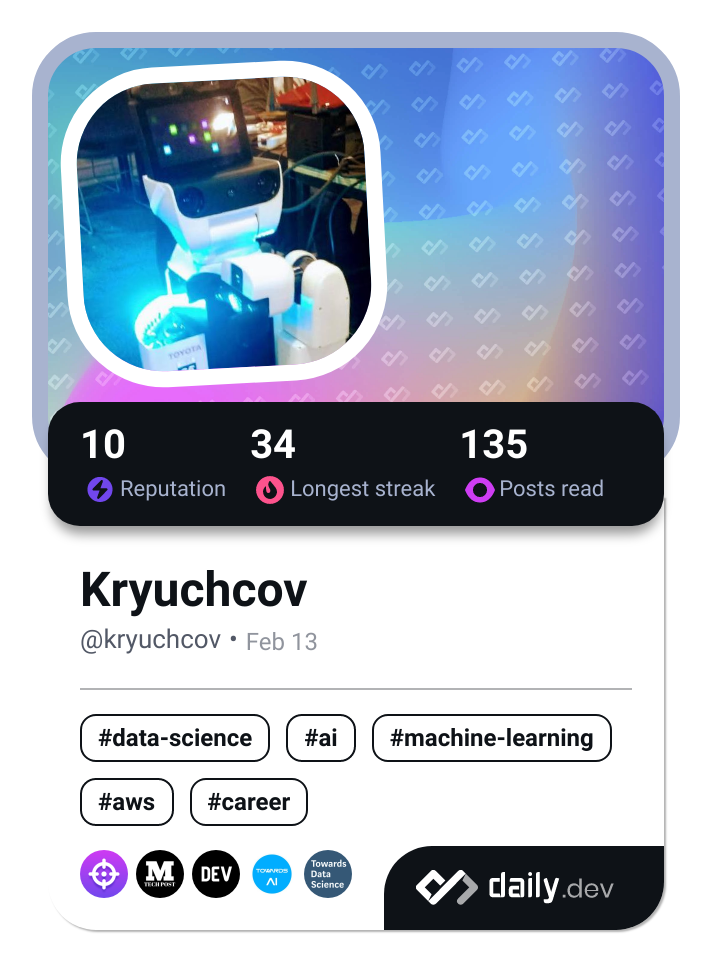 TOYOTA
10 34 135
Reputation Longest streak Posts read
Kryuchcov
@kryuchcov • Feb 13
#data-science #ai #machine-learning
#aws #career
M
TECH POST
DEV
TOWARDS
AI
Towards
Data
Science
daily.dev